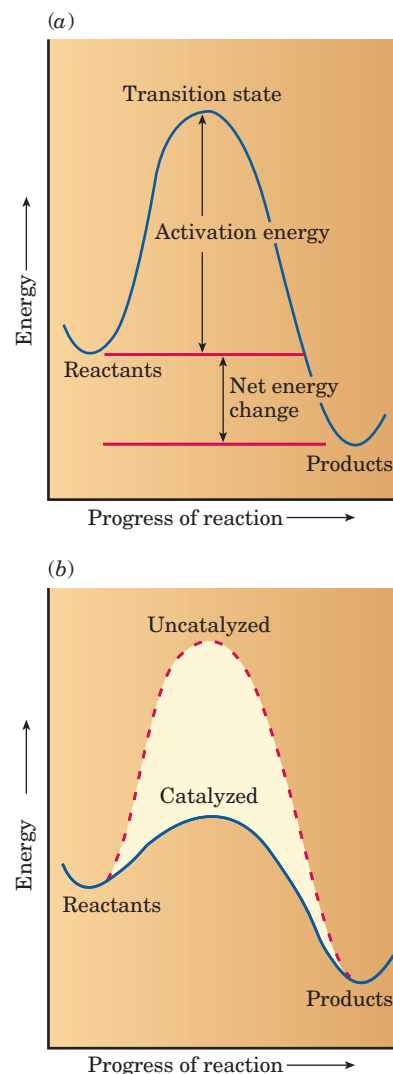 (a)
Transition state
Activation energy
Energy
Reactants
Net energy
change
Products
Progress of reaction
(b)
Uncatalyzed
Catalyzed
Energy
Reactants
Products
Progress of reaction